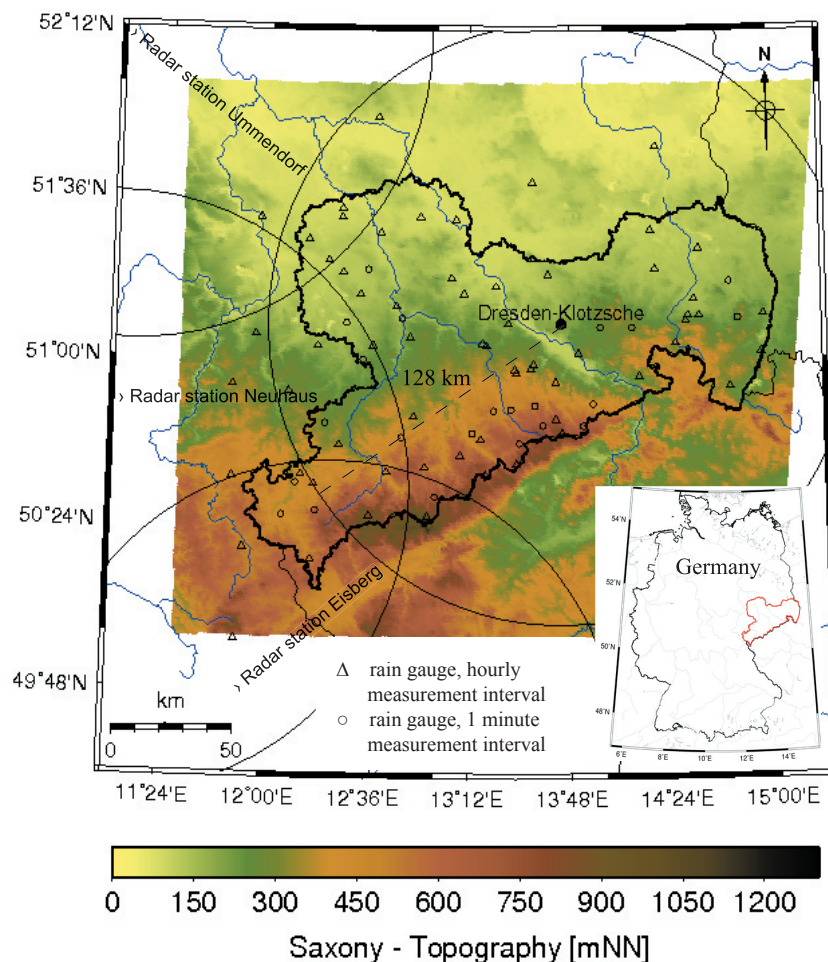 52°12'N
51°36'N
51°00'N
50°24'N
49°48'N
› Radar station Ummendorf
N
Dresden-Klotzsche
128 km
› Radar station Neuhaus
› Radar station Eisberg
Δ rain gauge, hourly
measurement interval
○ rain gauge, 1 minute
measurement interval
km
0 50
Germany
54°N
52°N
50°N
48°N
6°E 8°E 10°E 12°E 14°E
11°24'E 12°00'E 12°36'E 13°12'E 13°48'E 14°24'E 15°00'E
0 150 300 450 600 750 900 1050 1200
Saxony - Topography [mNN]